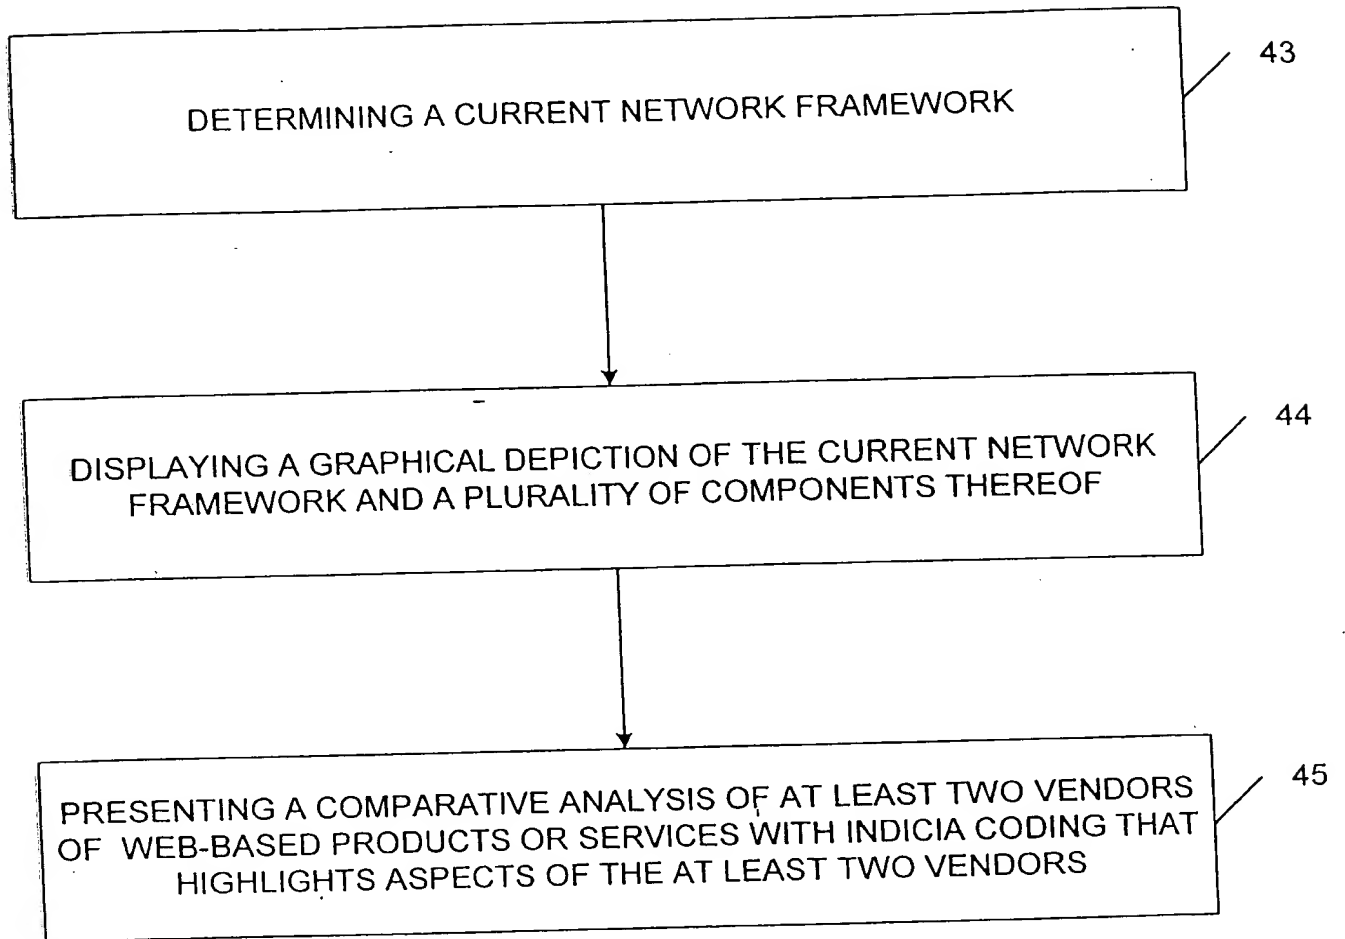 DETERMINING A CURRENT NETWORK FRAMEWORK
43
DISPLAYING A GRAPHICAL DEPICTION OF THE CURRENT NETWORK
FRAMEWORK AND A PLURALITY OF COMPONENTS THEREOF
44
PRESENTING A COMPARATIVE ANALYSIS OF AT LEAST TWO VENDORS
OF WEB-BASED PRODUCTS OR SERVICES WITH INDICIA CODING THAT
HIGHLIGHTS ASPECTS OF THE AT LEAST TWO VENDORS
45